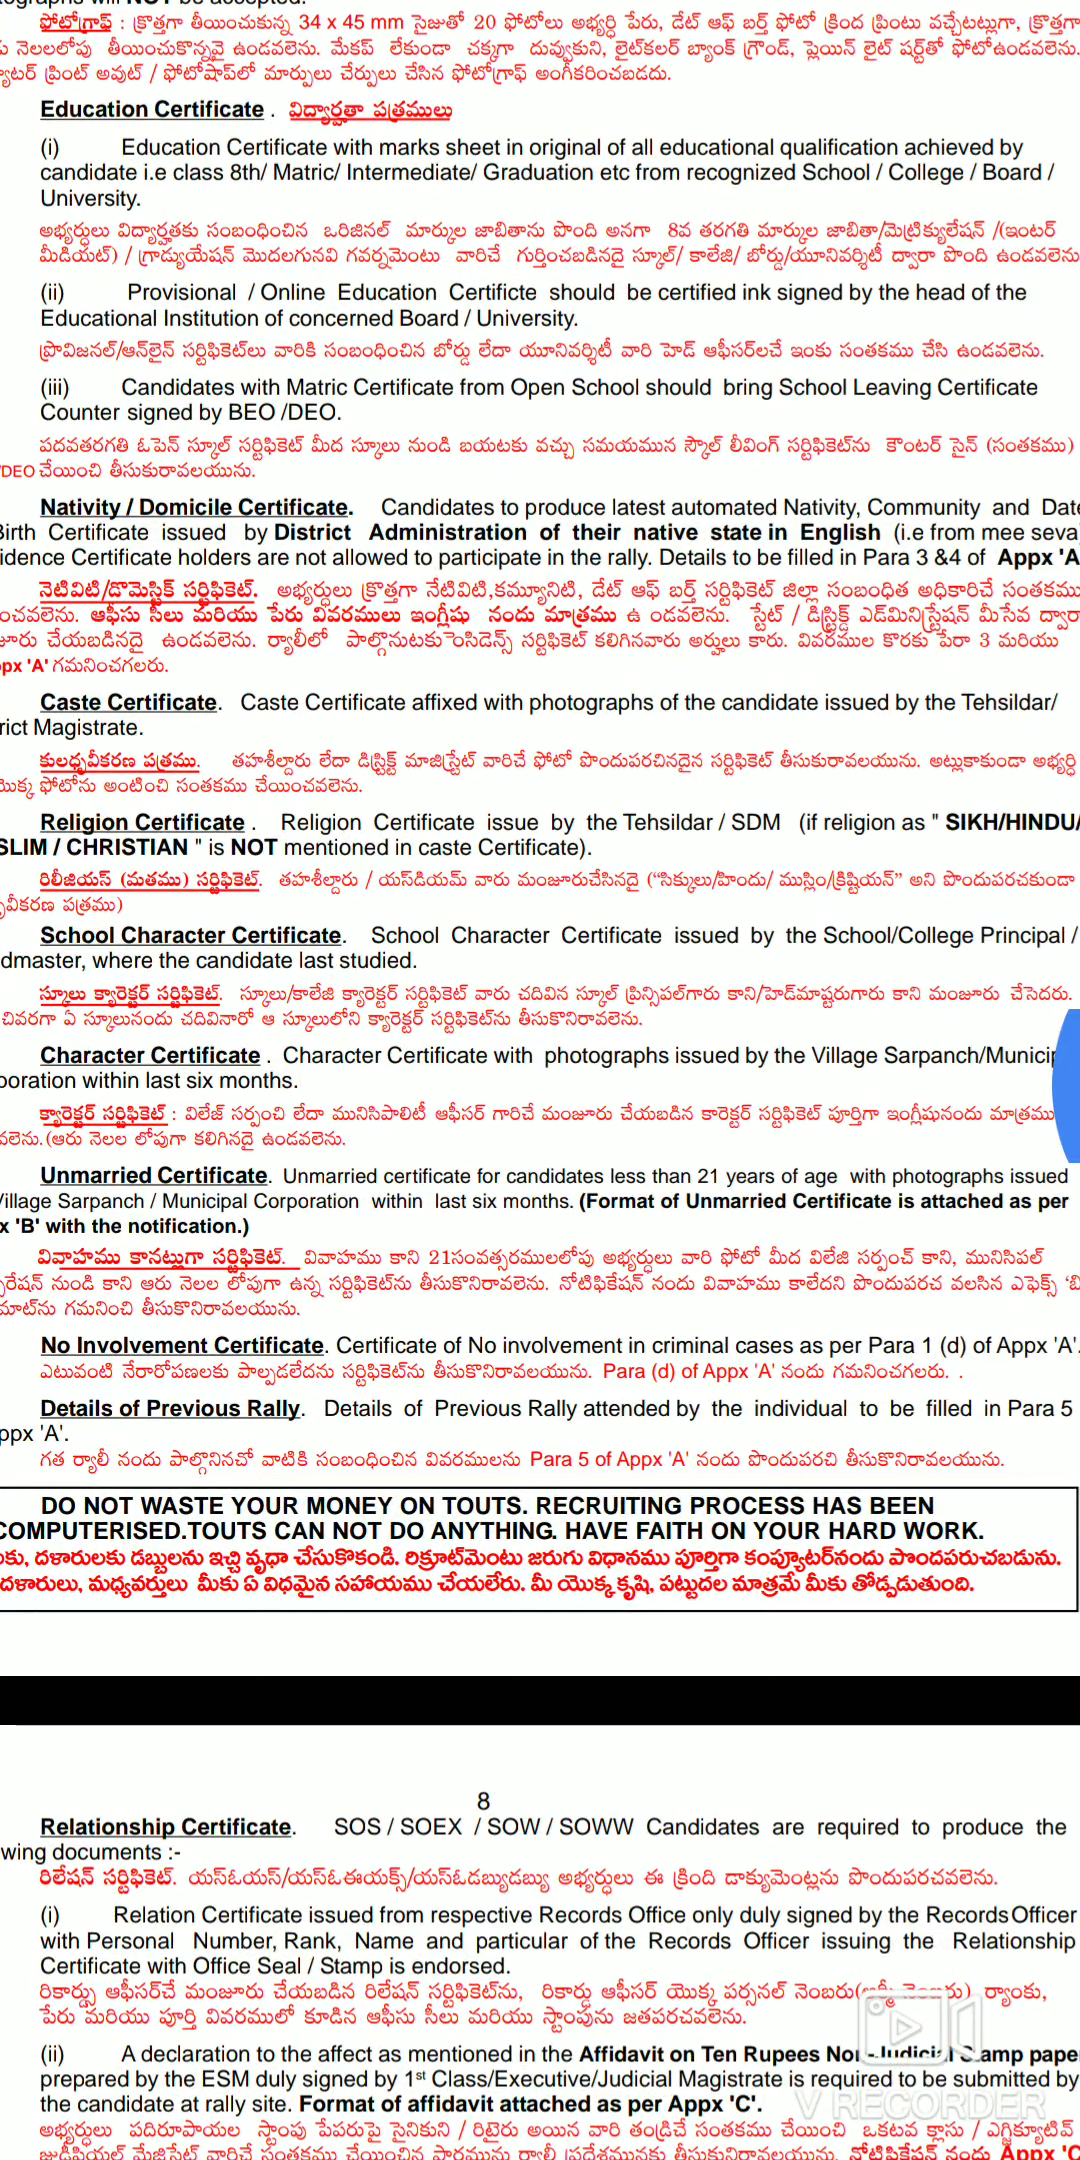 ographs will NOT be accepted.
ఫోటోగ్రాఫ్ : క్రొత్తగా తీయించుకున్న 34 x 45 mm సైజుతో 20 ఫోటోలు అభ్యర్థి పేరు, డేట్ ఆఫ్ బర్త్ ఫోటో క్రింద ప్రింటు వచ్చేటట్లుగా, క్రొత్తగా
నెలలలోపు తీయించుకొన్నవై ఉండవలెను. మేకప్ లేకుండా చక్కగా దువ్వుకుని, లైట్‌కలర్ బ్యాంక్ గ్రౌండ్, ప్లెయిన్ లైట్ షర్ట్‌తో ఫోటోఉండవలెను.
్యటర్ ప్రింట్ అవుట్ / ఫోటోషాప్‌లో మార్పులు చేర్పులు చేసిన ఫోటోగ్రాఫ్ అంగీకరించబడదు.
Education Certificate . విద్యార్హతా పత్రములు
(i) Education Certificate with marks sheet in original of all educational qualification achieved by
candidate i.e class 8th/ Matric/ Intermediate/ Graduation etc from recognized School / College / Board /
University.
అభ్యర్థులు విద్యార్హతకు సంబంధించిన ఒరిజినల్ మార్కుల జాబితాను పొంది అనగా 8వ తరగతి మార్కుల జాబితా/మెట్రిక్యులేషన్ /(ఇంటర్
మీడియట్) / గ్రాడ్యుయేషన్ మొదలగునవి గవర్నమెంటు వారిచే గుర్తించబడినదై స్కూల్/ కాలేజి/ బోర్డు/యూనివర్శిటీ ద్వారా పొంది ఉండవలెను
(ii) Provisional / Online Education Certificte should be certified ink signed by the head of the
Educational Institution of concerned Board / University.
ప్రొవిజనల్/ఆన్‌లైన్ సర్టిఫికెట్‌లు వారికి సంబంధించిన బోర్డు లేదా యూనివర్శిటీ వారి హెడ్ ఆఫీసర్‌లచే ఇంకు సంతకము చేసి ఉండవలెను.
(iii) Candidates with Matric Certificate from Open School should bring School Leaving Certificate
Counter signed by BEO /DEO.
పదవతరగతి ఓపెన్ స్కూల్ సర్టిఫికెట్ మీద స్కూలు నుండి బయటకు వచ్చు సమయమున స్కౌల్ లీవింగ్ సర్టిఫికెట్‌ను కౌంటర్ సైన్ (సంతకము)
/DEO చేయించి తీసుకురావలయును.
Nativity / Domicile Certificate. Candidates to produce latest automated Nativity, Community and Date
Birth Certificate issued by District Administration of their native state in English (i.e from mee seva
idence Certificate holders are not allowed to participate in the rally. Details to be filled in Para 3 &4 of Appx 'A
నెటివిటి/డొమెస్టిక్ సర్టిఫికెట్. అభ్యర్థులు క్రొత్తగా నేటివిటి,కమ్యూనిటి, డేట్ ఆఫ్ బర్త్ సర్టిఫికెట్ జిల్లా సంబంధిత అధికారిచే సంతకము
ంచవలెను. ఆఫీసు సీలు మరియు పేరు వివరములు ఇంగ్లీషు నందు మాత్రము ఉ ండవలెను. స్టేట్ / డిస్ట్రిక్ట్ ఎడ్‌మినిస్ట్రేషన్ మీసేవ ద్వారా
జూరు చేయబడినదై ఉండవలెను. ర్యాలీలో పాల్గొనుటకు రెసిడెన్స్ సర్టిఫికెట్ కలిగినవారు అర్హులు కారు. వివరముల కొరకు పేరా 3 మరియు
px 'A' గమనించగలరు.
Caste Certificate. Caste Certificate affixed with photographs of the candidate issued by the Tehsildar/
rict Magistrate.
కులధృవీకరణ పత్రము. తహశీల్దారు లేదా డిస్ట్రిక్ట్ మాజిస్ట్రేట్ వారిచే ఫోటో పొందుపరచినదైన సర్టిఫికెట్ తీసుకురావలయును. అట్లుకాకుండా అభ్యర్థి
యొక్క ఫోటోను అంటించి సంతకము చేయించవలెను.
Religion Certificate . Religion Certificate issue by the Tehsildar / SDM (if religion as " SIKH/HINDU/
SLIM / CHRISTIAN " is NOT mentioned in caste Certificate).
రిలీజియస్ (మతము) సర్టిఫికెట్. తహశీల్దారు / యస్‌డియమ్ వారు మంజూరుచేసినదై (“సిక్కులు/హిందు/ ముస్లిం/క్రిష్టియన్” అని పొందుపరచకుండా
ృవీకరణ పత్రము)
School Character Certificate. School Character Certificate issued by the School/College Principal /
dmaster, where the candidate last studied.
స్కూలు క్యారెక్టర్ సర్టిఫికెట్. స్కూలు/కాలేజి క్యారెక్టర్ సర్టిఫికెట్ వారు చదివిన స్కూల్ ప్రిన్సిపల్‌గారు కాని/హెడ్‌మాష్టరుగారు కాని మంజూరు చేసెదరు.
చివరగా ఏ స్కూలునందు చదివినారో ఆ స్కూలులోని క్యారెక్టర్ సర్టిఫికెట్‌ను తీసుకొనిరావలెను.
Character Certificate . Character Certificate with photographs issued by the Village Sarpanch/Municip
poration within last six months.
క్యారెక్టర్ సర్టిఫికెట్ : విలేజ్ సర్పంచి లేదా మునిసిపాలిటీ ఆఫీసర్ గారిచే మంజూరు చేయబడిన కారెక్టర్ సర్టిఫికెట్ పూర్తిగా ఇంగ్లీషునందు మాత్రము
వలెను.(ఆరు నెలల లోపుగా కలిగినదై ఉండవలెను.
Unmarried Certificate. Unmarried certificate for candidates less than 21 years of age with photographs issued
Village Sarpanch / Municipal Corporation within last six months. (Format of Unmarried Certificate is attached as per
x 'B' with the notification.)
వివాహము కానట్లుగా సర్టిఫికెట్. వివాహము కాని 21సంవత్సరములలోపు అభ్యర్థులు వారి ఫోటో మీద విలేజి సర్పంచ్ కాని, మునిసిపల్
రేషన్ నుండి కాని ఆరు నెలల లోపుగా ఉన్న సర్టిఫికెట్‌ను తీసుకొనిరావలెను. నోటిఫికేషన్ నందు వివాహము కాలేదని పొందుపరచ వలసిన ఎఫెక్స్ ‘బి
మాట్‌ను గమనించి తీసుకొనిరావలయును.
No Involvement Certificate. Certificate of No involvement in criminal cases as per Para 1 (d) of Appx 'A'.
ఎటువంటి నేరారోపణలకు పాల్పడలేదను సర్టిఫికెట్‌ను తీసుకొనిరావలయును. Para (d) of Appx 'A' నందు గమనించగలరు. .
Details of Previous Rally. Details of Previous Rally attended by the individual to be filled in Para 5
ppx 'A'.
గత ర్యాలీ నందు పాల్గొనినచో వాటికి సంబంధించిన వివరములను Para 5 of Appx 'A' నందు పొందుపరచి తీసుకొనిరావలయును.
DO NOT WASTE YOUR MONEY ON TOUTS. RECRUITING PROCESS HAS BEEN
COMPUTERISED.TOUTS CAN NOT DO ANYTHING. HAVE FAITH ON YOUR HARD WORK.
కు, దళారులకు డబ్బులను ఇచ్చి వృధా చేసుకొకండి. రిక్రూట్‌మెంటు జరుగు విధానము పూర్తిగా కంప్యూటర్‌నందు పొందపరుచబడును.
దళారులు, మధ్యవర్తులు మీకు ఏ విధమైన సహాయము చేయలేరు. మీ యొక్క కృషి, పట్టుదల మాత్రమే మీకు తోడ్పడుతుంది.
8
Relationship Certificate. SOS / SOEX / SOW / SOWW Candidates are required to produce the
wing documents :-
రిలేషన్ సర్టిఫికెట్. యస్‌ఓయస్/యస్‌ఓఈయక్స్/యస్‌ఓడబ్యుడబ్యు అభ్యర్థులు ఈ క్రింది డాక్యుమెంట్లను పొందుపరచవలెను.
(i) Relation Certificate issued from respective Records Office only duly signed by the Records Officer
with Personal Number, Rank, Name and particular of the Records Officer issuing the Relationship
Certificate with Office Seal / Stamp is endorsed.
రికార్డ్సు ఆఫీసర్‌చే మంజూరు చేయబడిన రిలేషన్ సర్టిఫికెట్‌ను, రికార్డు ఆఫీసర్ యొక్క పర్సనల్ నెంబరు( ర్యాంకు,
పేరు మరియు పూర్తి వివరములో కూడిన ఆఫీసు సీలు మరియు స్టాంపును జతపరచవలెను.
(ii) A declaration to the affect as mentioned in the Affidavit on Ten Rupees Non-Judicial Stamp pape
prepared by the ESM duly signed by 1st Class/Executive/Judicial Magistrate is required to be submitted by
the candidate at rally site. Format of affidavit attached as per Appx 'C'.
అభ్యర్థులు పదిరూపాయల స్టాంపు పేపరుపై సైనికుని / రిటైరు అయిన వారి తండ్రిచే సంతకము చేయించి ఒకటవ క్లాసు / ఎగ్జిక్యూటివ్
జుడీషియల్ మేజిస్ట్రేట్ వారిచే సంతకము చేయించిన ఫారమును ర్యాలీ ప్రదేశమునకు తీసుకునిరావలయును. నోటిఫికేషన్ నందు Appx 'C
V RECORDER